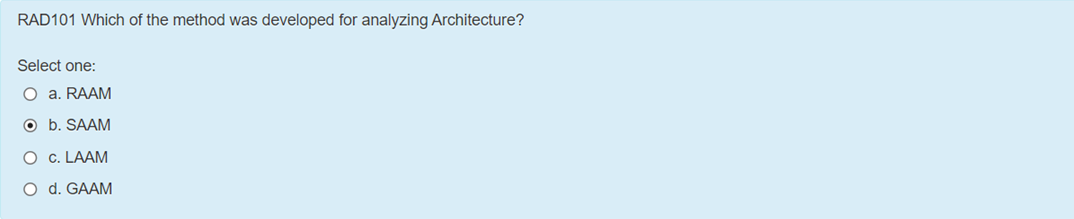 RAD101 Which of the method was developed for analyzing Architecture?
Select one:
a. RAAM
b. SAAM
c. LAAM
d. GAAM